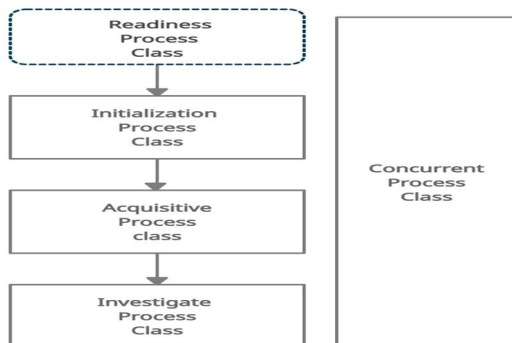 Readiness
Process
Class
Initialization
Process
Class
Acquisitive
Process
class
Investigate
Process
Class
Concurrent
Process
Class